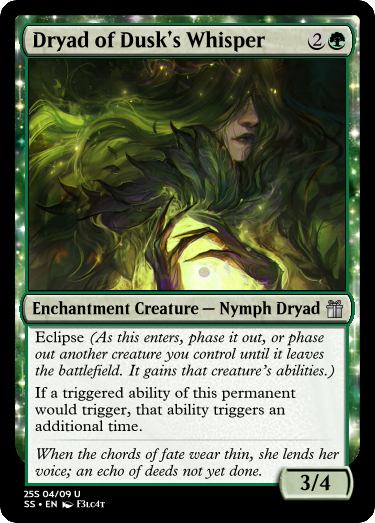 Dryad of Dusk's Whisper 2
Enchantment Creature — Nymph Dryad
Eclipse (As this enters, phase it out, or phase
out another creature you control until it leaves
the battlefield. It gains that creature's abilities.)
If a triggered ability of this permanent
would trigger, that ability triggers an
additional time.
When the chords of fate wear thin, she lends her
voice; an echo of deeds not yet done.
3/4
25S 04/09 U
SS • EN F3LC4T